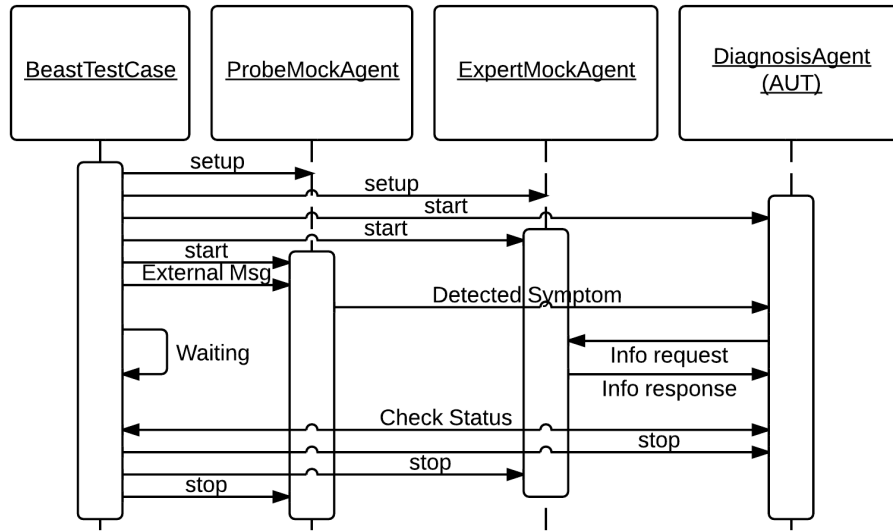 BeastTestCase
ProbeMockAgent
ExpertMockAgent
DiagnosisAgent
(AUT)
setup
setup
start
start
start
External Msg
Detected Symptom
Waiting
Info request
Info response
Check Status
stop
stop
stop